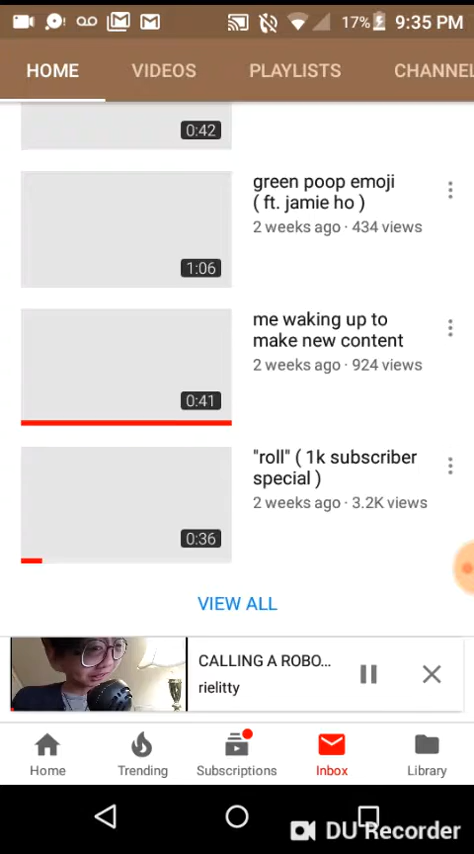 17% 9:35 PM
HOME VIDEOS PLAYLISTS CHANNEL
0:42
green poop emoji
( ft. jamie ho )
2 weeks ago · 434 views
1:06
me waking up to
make new content
2 weeks ago · 924 views
0:41
"roll" ( 1k subscriber
special )
2 weeks ago · 3.2K views
0:36
VIEW ALL
CALLING A ROBO...
rielitty
Home Trending Subscriptions Inbox Library
DU Recorder